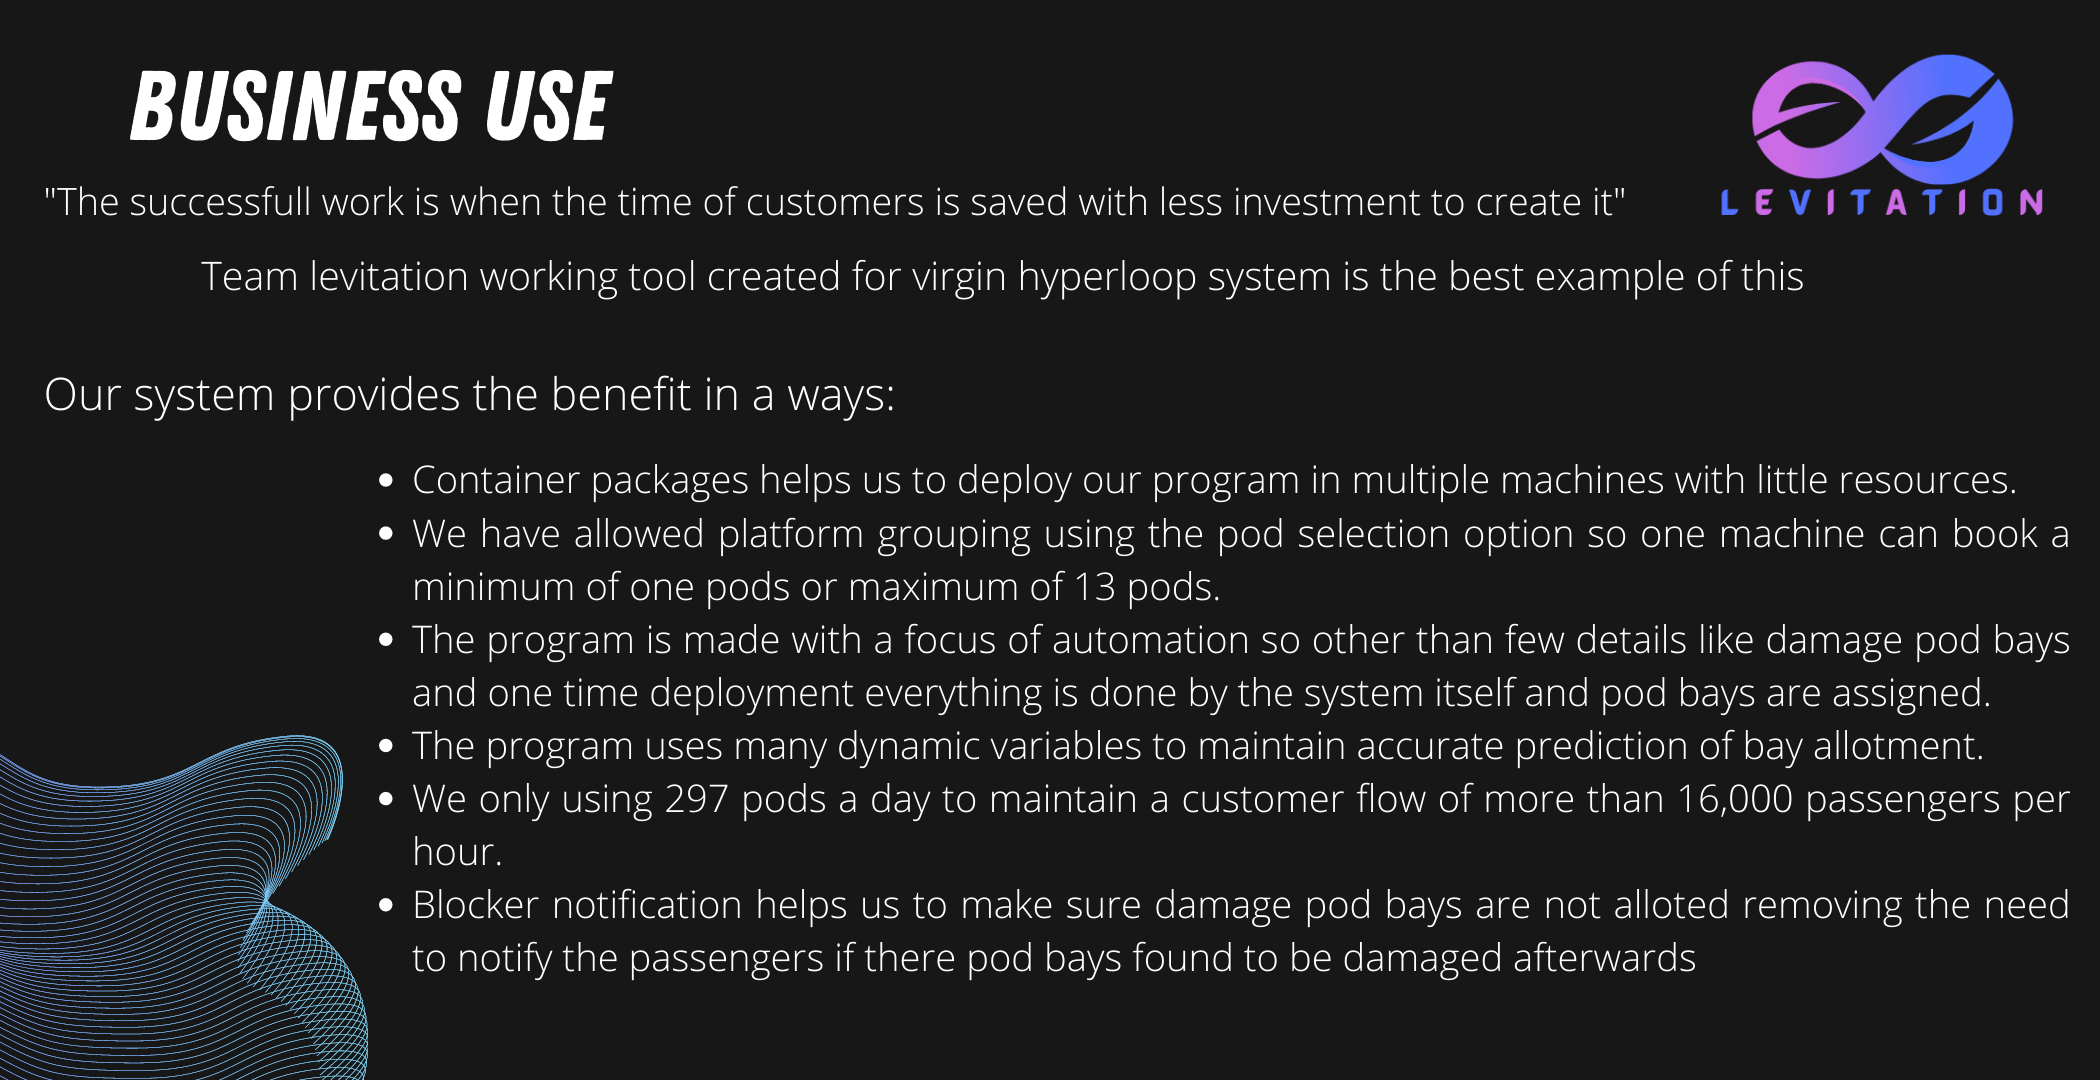 BUSINESS USE
LEVITATION
"The successfull work is when the time of customers is saved with less investment to create it"
Team levitation working tool created for virgin hyperloop system is the best example of this
Our system provides the benefit in a ways:
• Container packages helps us to deploy our program in multiple machines with little resources.
• We have allowed platform grouping using the pod selection option so one machine can book a
minimum of one pods or maximum of 13 pods.
• The program is made with a focus of automation so other than few details like damage pod bays
and one time deployment everything is done by the system itself and pod bays are assigned.
• The program uses many dynamic variables to maintain accurate prediction of bay allotment.
• We only using 297 pods a day to maintain a customer flow of more than 16,000 passengers per
hour.
• Blocker notification helps us to make sure damage pod bays are not alloted removing the need
to notify the passengers if there pod bays found to be damaged afterwards